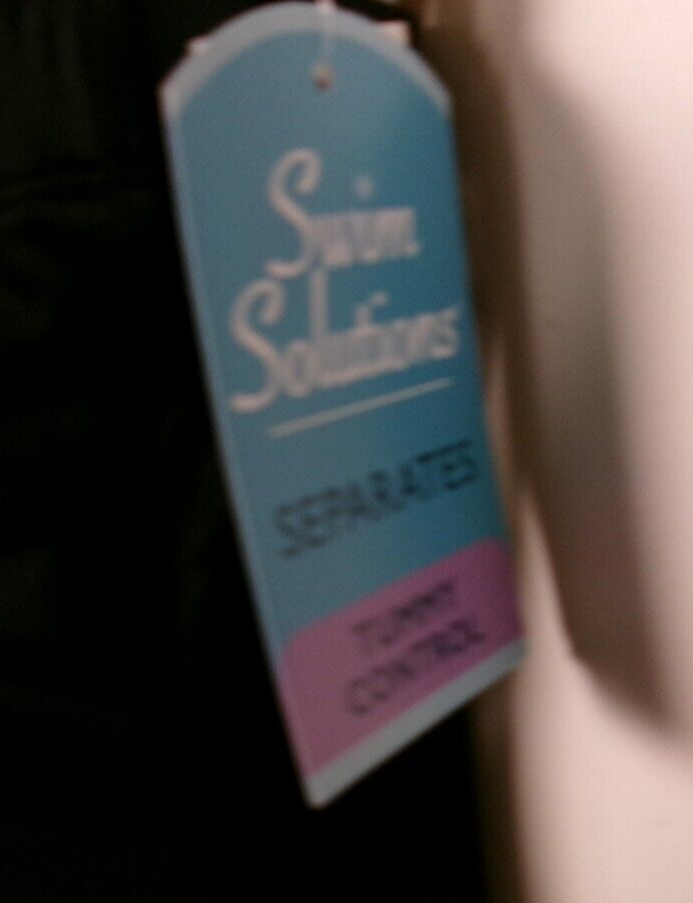 Swim
Solutions
SEPARATES
TUMMY
CONTROL